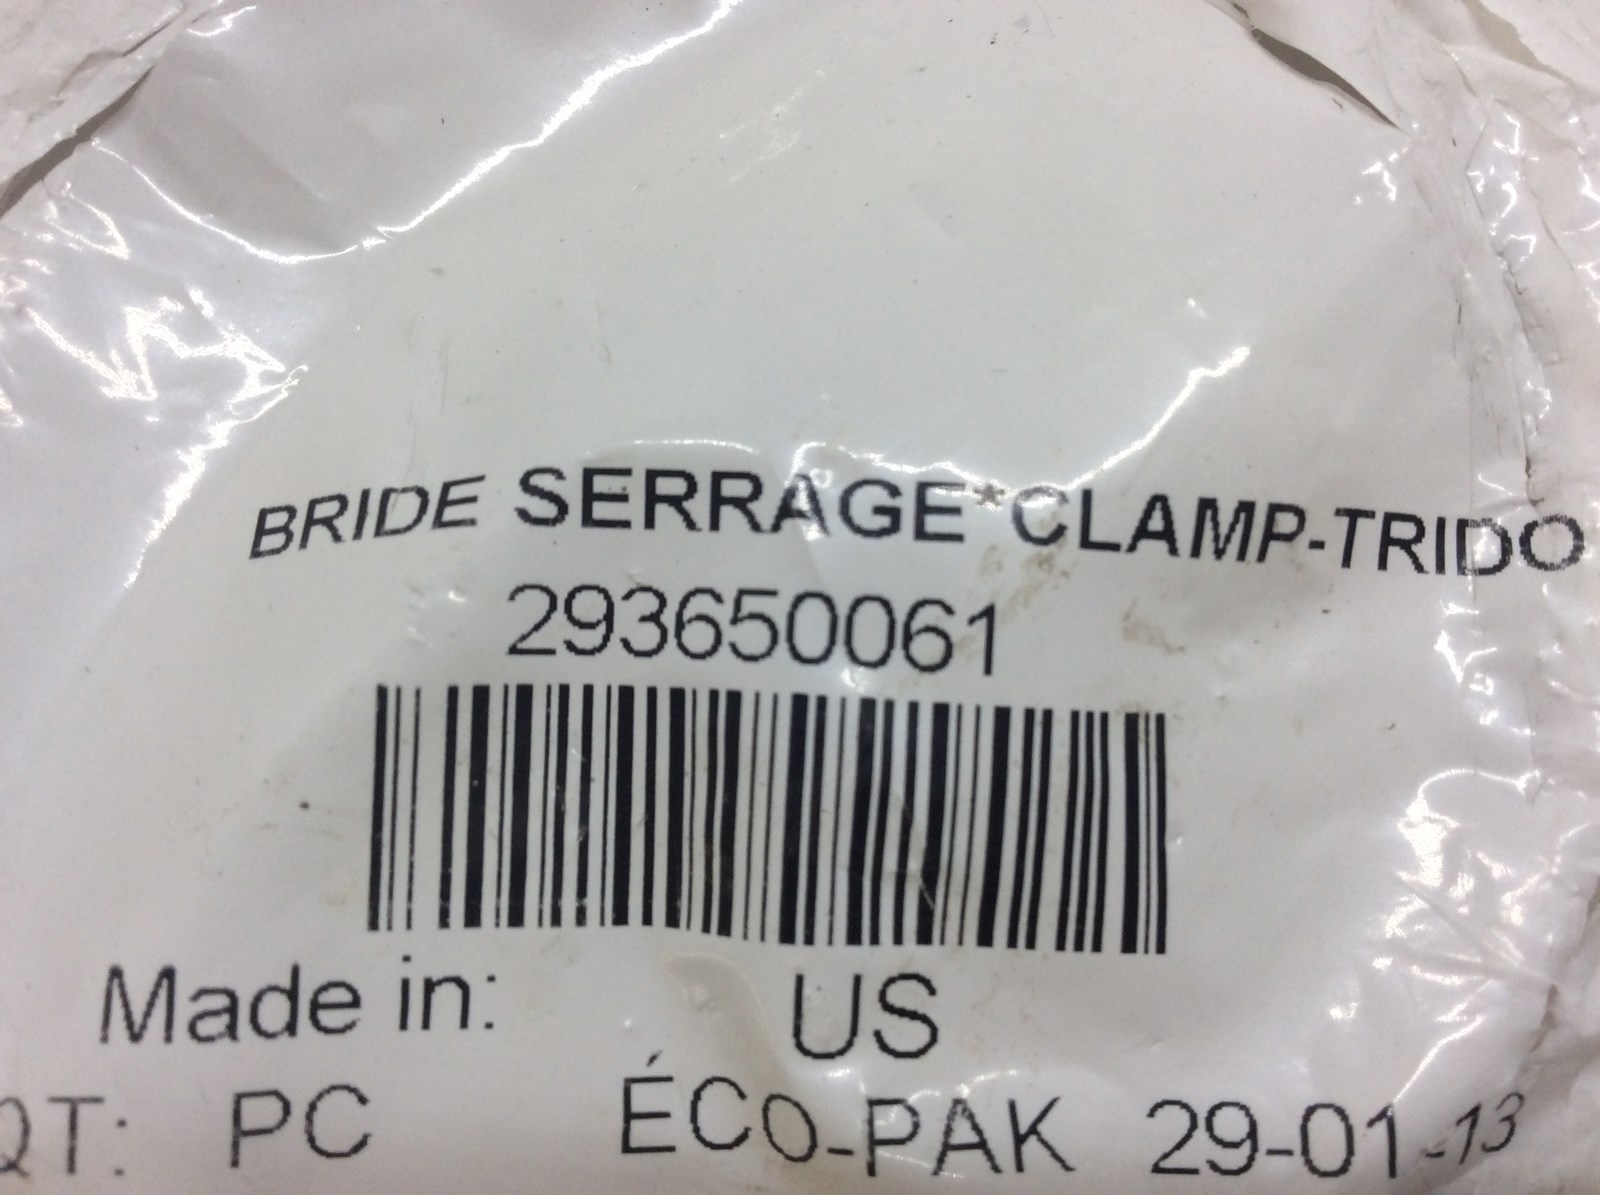 BRIDE SERRAGE*CLAMP-TRIDO
293650061
Made in: US
QT: PC ÉCO-PAK 29-01-13